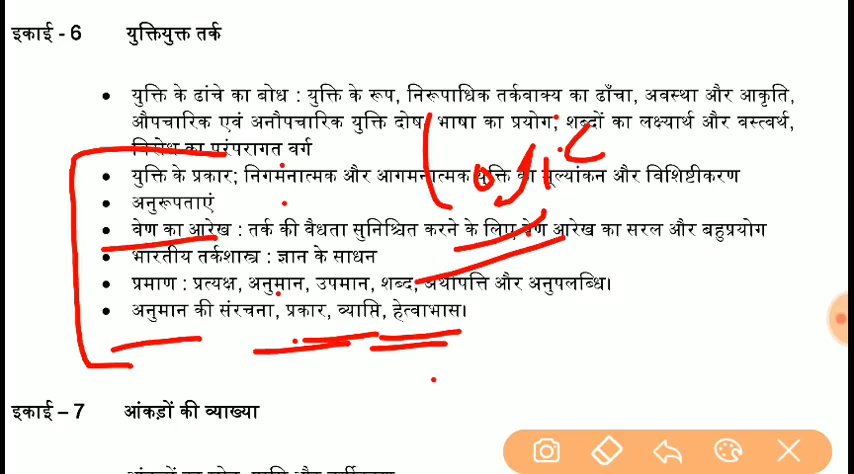 इकाई - 6 युक्तियुक्त तर्क
• युक्ति के ढांचे का बोध : युक्ति के रूप, निरूपाधिक तर्कवाक्य का ढाँचा, अवस्था और आकृति,
औपचारिक एवं अनौपचारिक युक्ति दोष, भाषा का प्रयोग, शब्दों का लक्ष्यार्थ और वस्त्वर्थ,
विरोध का परंपरागत वर्ग
• युक्ति के प्रकार; निगमनात्मक और आगमनात्मक युक्ति का मूल्यांकन और विशिष्टीकरण
• अनुरूपताएं
• वेण का आरेख : तर्क की वैधता सुनिश्चित करने के लिए वेण आरेख का सरल और बहुप्रयोग
• भारतीय तर्कशास्त्र : ज्ञान के साधन
• प्रमाण : प्रत्यक्ष, अनुमान, उपमान, शब्द, अर्थापत्ति और अनुपलब्धि।
• अनुमान की संरचना, प्रकार, व्याप्ति, हेत्वाभास।
इकाई – 7 आंकड़ों की व्याख्या